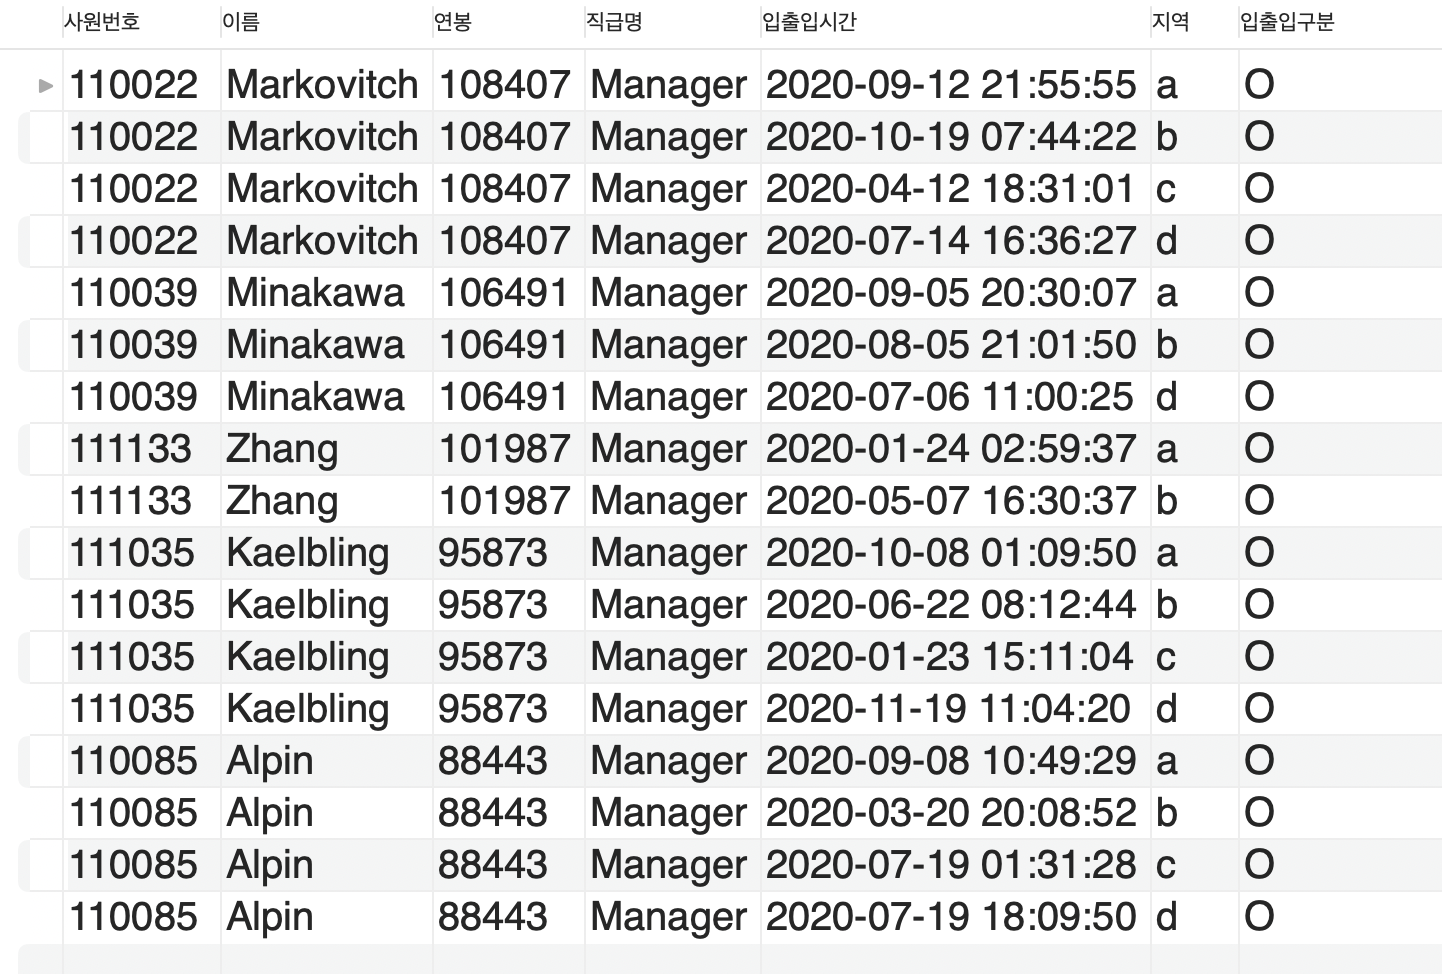 사원번호 이름 연봉 직급명 입출입시간 지역 입출입구분
110022 Markovitch 108407 Manager 2020-09-12 21:55:55 a O
110022 Markovitch 108407 Manager 2020-10-19 07:44:22 b O
110022 Markovitch 108407 Manager 2020-04-12 18:31:01 c O
110022 Markovitch 108407 Manager 2020-07-14 16:36:27 d O
110039 Minakawa 106491 Manager 2020-09-05 20:30:07 a O
110039 Minakawa 106491 Manager 2020-08-05 21:01:50 b O
110039 Minakawa 106491 Manager 2020-07-06 11:00:25 d O
111133 Zhang 101987 Manager 2020-01-24 02:59:37 a O
111133 Zhang 101987 Manager 2020-05-07 16:30:37 b O
111035 Kaelbling 95873 Manager 2020-10-08 01:09:50 a O
111035 Kaelbling 95873 Manager 2020-06-22 08:12:44 b O
111035 Kaelbling 95873 Manager 2020-01-23 15:11:04 c O
111035 Kaelbling 95873 Manager 2020-11-19 11:04:20 d O
110085 Alpin 88443 Manager 2020-09-08 10:49:29 a O
110085 Alpin 88443 Manager 2020-03-20 20:08:52 b O
110085 Alpin 88443 Manager 2020-07-19 01:31:28 c O
110085 Alpin 88443 Manager 2020-07-19 18:09:50 d O